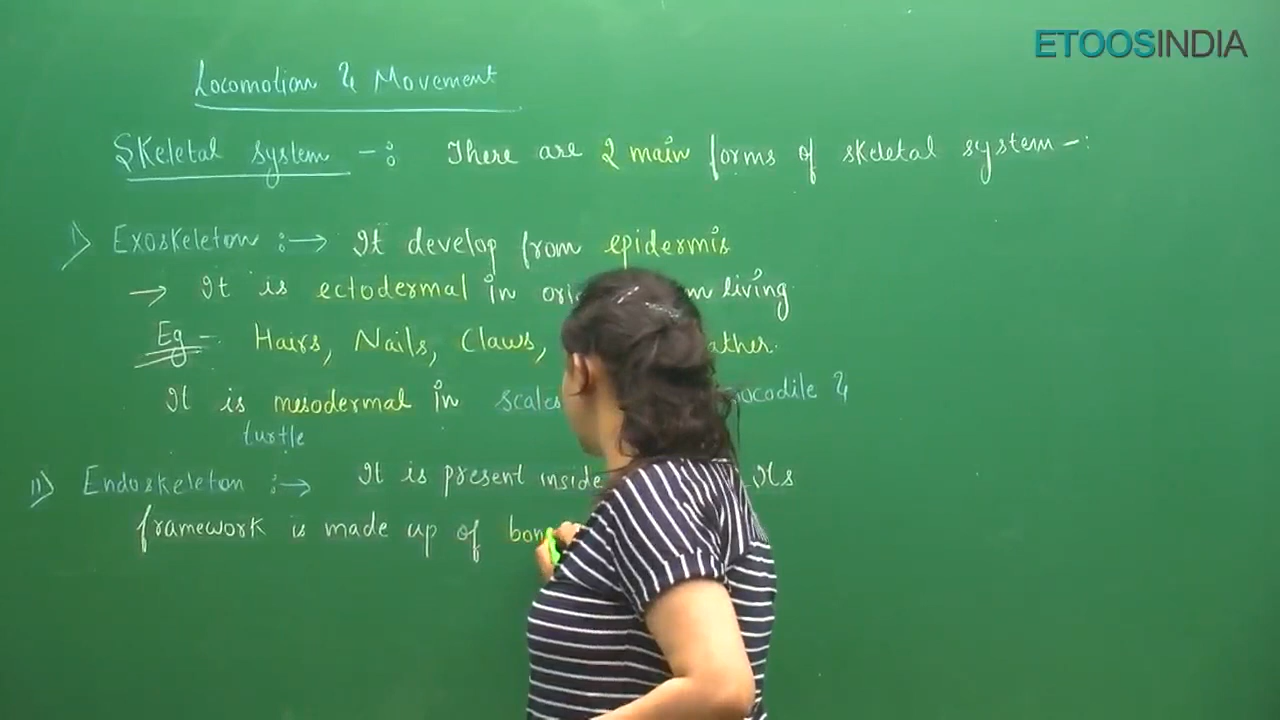 ETOOSINDIA
Locomotion & Movement
Skeletal system -: There are 2 main forms of skeletal system -:
I) Exoskeleton :→ It develop from epidermis
→ It is ectodermal in living
Eg - Hairs, Nails, Claws,
It is mesodermal in scales &
turtle
II) Endoskeleton :→ It is present inside Its
framework is made up of